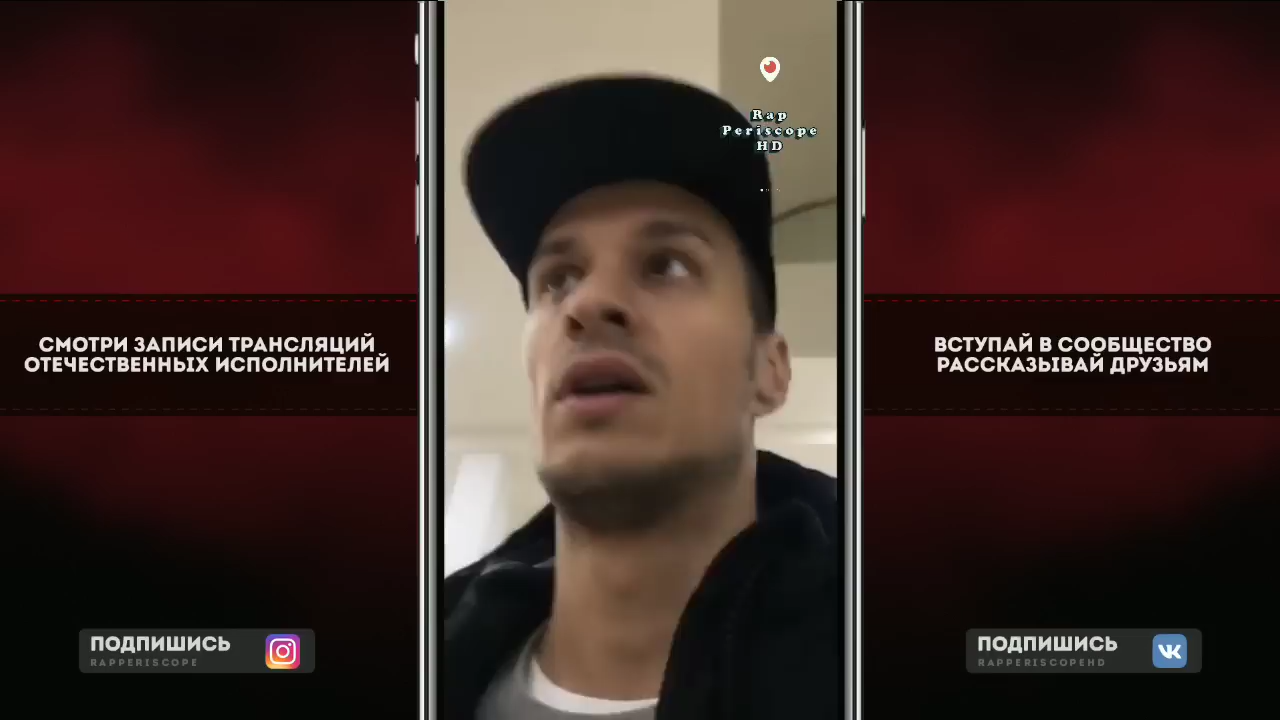 Rap
Periscope
HD
СМОТРИ ЗАПИСИ ТРАНСЛЯЦИЙ
ОТЕЧЕСТВЕННЫХ ИСПОЛНИТЕЛЕЙ
ВСТУПАЙ В СООБЩЕСТВО
РАССКАЗЫВАЙ ДРУЗЬЯМ
ПОДПИШИСЬ
RAPPERISCOPE
ПОДПИШИСЬ
RAPPERISCOPEHD